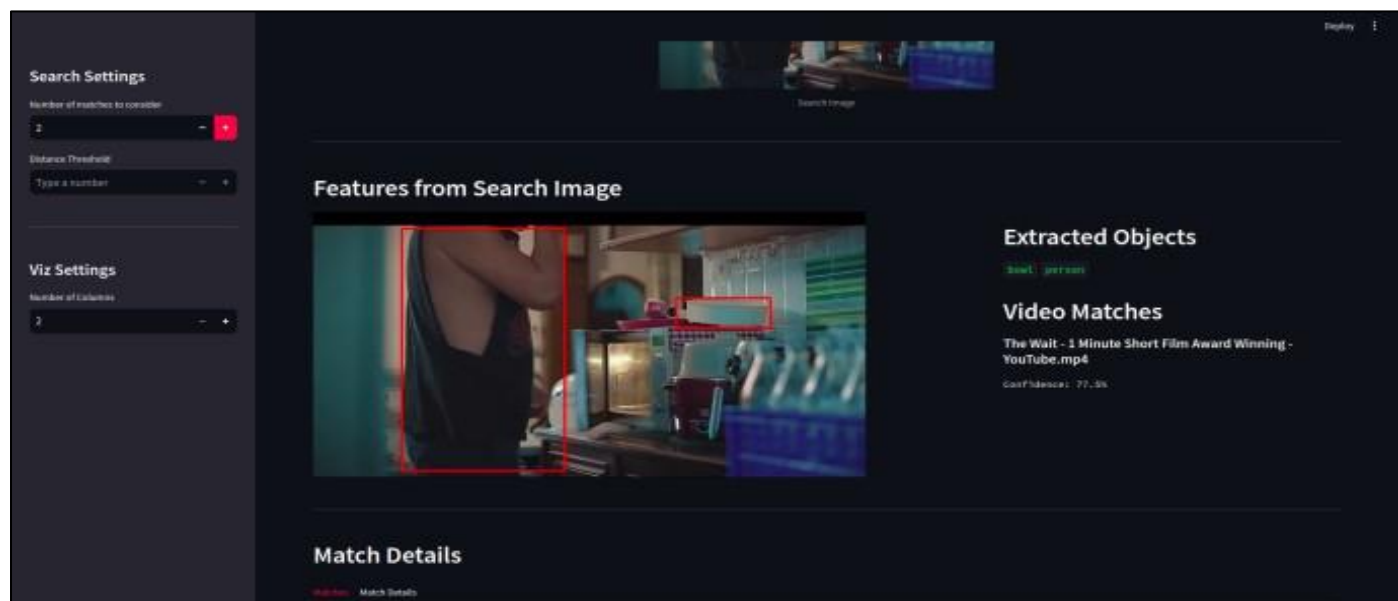 Deploy
Search Settings
Number of matches to consider
2
Distance Threshold
Type a number
Viz Settings
Number of Columns
2
Search Image
Features from Search Image
Extracted Objects
bowl person
Video Matches
The Wait - 1 Minute Short Film Award Winning -
YouTube.mp4
Confidence: 77.5%
Match Details
Matches Match Details